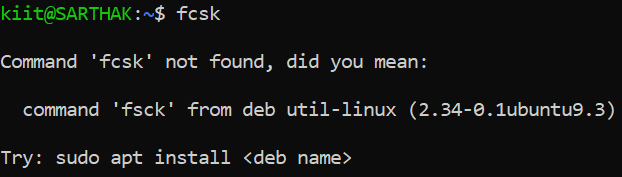 kiit@SARTHAK:~$ fcsk
Command 'fcsk' not found, did you mean:
command 'fsck' from deb util-linux (2.34-0.1ubuntu9.3)
Try: sudo apt install <deb name>